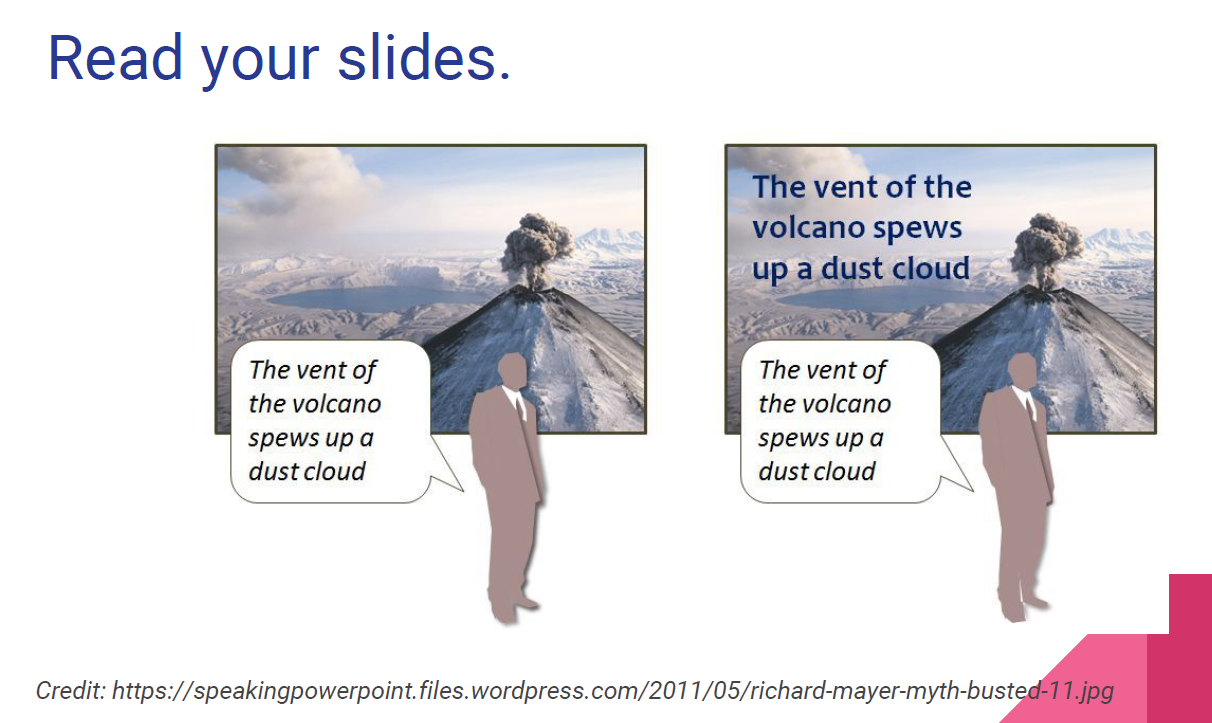 Read your slides.
The vent of
the volcano
spews up a
dust cloud
The vent of the
volcano spews
up a dust cloud
The vent of
the volcano
spews up a
dust cloud
Credit: https://speakingpowerpoint.files.wordpress.com/2011/05/richard-mayer-myth-busted-11.jpg